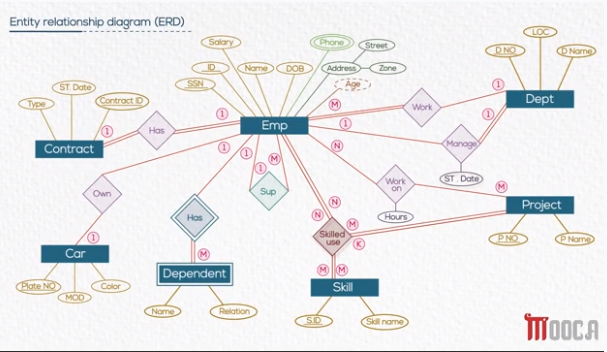 Entity relationship diagram (ERD)
Salary
Phone
Street
LOC
D NO
D Name
ID
Name
DOB
Address
Zone
SSN
Age
ST. Date
Type
Contract ID
M
Work
1
Dept
1
Has
1
Emp
1
1
Contract
Manage
1
1
1
M
N
ST . Date
Own
Sup
Work on
M
Has
N
N
Hours
Project
M
Skilled use
K
1
Car
M
P NO
P Name
Dependent
M
M
Skill
Plate NO
MOD
Color
Name
Relation
S.ID
Skill name
MOOCA